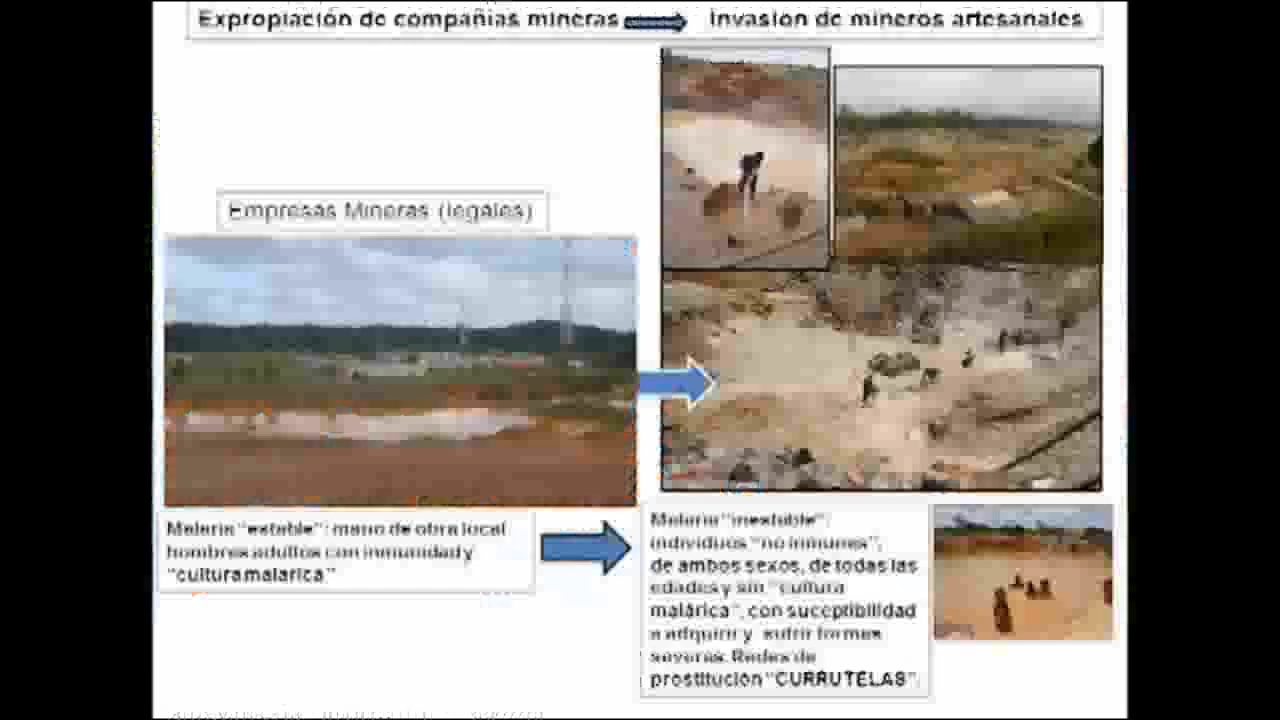 Expropiación de compañias mineras Invasión de mineros artesanales
Empresas Mineras (legales)
Malaria "estable": mano de obra local
hombres adultos con inmunidad y
"cultura malarica"
Malaria "inestable":
individuos "no inmunes",
de ambos sexos, de todas las
edades y sin "cultura
malárica", con suceptibilidad
a adquirir y sufrir formas
severas. Redes de
prostitución "CURRUTELAS".